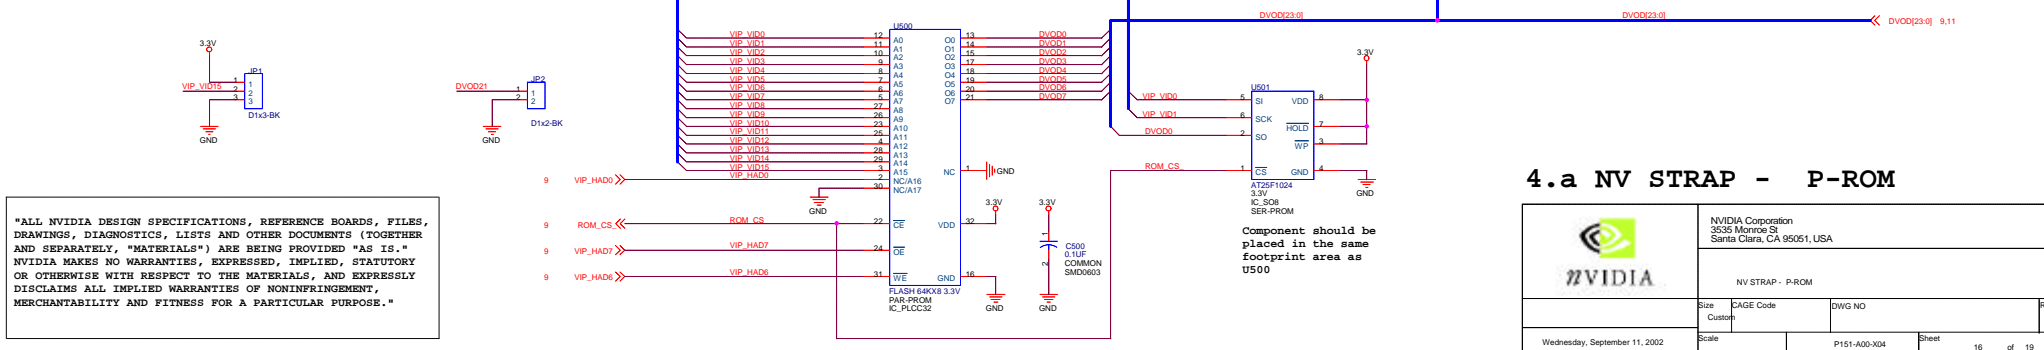 DVOD[23:0]
DVOD[23:0]
DVOD[23:0] 9,11
3.3V
JP1
VIP_VID15
1 1
2 2
3 3
D1x3-BK
GND
DVOD21
JP2
1 1
2 2
D1x2-BK
GND
U500
VIP_VID0 12 A0
VIP_VID1 11 A1
VIP_VID2 10 A2
VIP_VID3 9 A3
VIP_VID4 8 A4
VIP_VID5 7 A5
VIP_VID6 6 A6
VIP_VID7 5 A7
VIP_VID8 27 A8
VIP_VID9 26 A9
VIP_VID10 23 A10
VIP_VID11 25 A11
VIP_VID12 4 A12
VIP_VID13 28 A13
VIP_VID14 29 A14
VIP_VID15 3 A15
9 VIP_HAD0 VIP_HAD0 2 NC/A16
30 NC/A17
GND
9 ROM_CS_ ROM_CS 22 CE
9 VIP_HAD7 VIP_HAD7 24 OE
9 VIP_HAD6 VIP_HAD6 31 WE
O0 13 DVOD0
O1 14 DVOD1
O2 15 DVOD2
O3 17 DVOD3
O4 18 DVOD4
O5 19 DVOD5
O6 20 DVOD6
O7 21 DVOD7
NC 1 GND
VDD 32 3.3V
GND 16
GND
FLASH 64KX8 3.3V
PAR-PROM
IC_PLCC32
3.3V
1
2
C500
0.1UF
COMMON
SMD0603
GND
3.3V
U501
VIP_VID0 5 SI VDD 8
VIP_VID1 6 SCK HOLD 7
DVOD0 2 SO WP 3
ROM_CS_ 1 CS GND 4
GND
AT25F1024
3.3V
IC_SO8
SER-PROM
Component should be
placed in the same
footprint area as
U500
"ALL NVIDIA DESIGN SPECIFICATIONS, REFERENCE BOARDS, FILES,
DRAWINGS, DIAGNOSTICS, LISTS AND OTHER DOCUMENTS (TOGETHER
AND SEPARATELY, "MATERIALS") ARE BEING PROVIDED "AS IS."
NVIDIA MAKES NO WARRANTIES, EXPRESSED, IMPLIED, STATUTORY
OR OTHERWISE WITH RESPECT TO THE MATERIALS, AND EXPRESSLY
DISCLAIMS ALL IMPLIED WARRANTIES OF NONINFRINGEMENT,
MERCHANTABILITY AND FITNESS FOR A PARTICULAR PURPOSE."
4.a NV STRAP - P-ROM
NVIDIA
NVIDIA Corporation
3535 Monroe St
Santa Clara, CA 95051, USA
NV STRAP - P-ROM
Size
Custom
CAGE Code
DWG NO
R
Wednesday, September 11, 2002
Scale
P151-A00-X04
Sheet
16 of 19